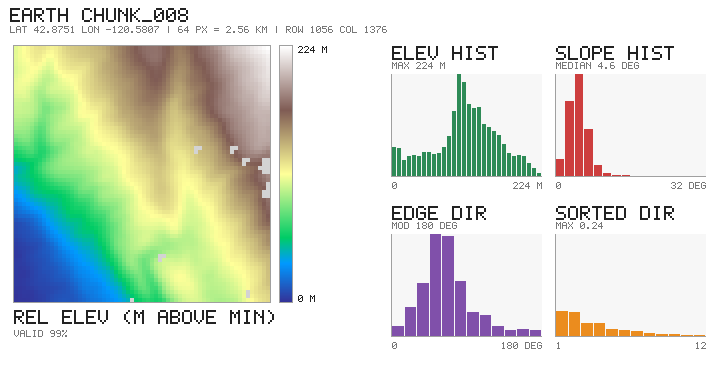 EARTH CHUNK_008
LAT 42.8751 LON -120.5807 | 64 PX = 2.56 KM | ROW 1056 COL 1376
224 M
0 M
REL ELEV (M ABOVE MIN)
VALID 99%
ELEV HIST
MAX 224 M
0 224 M
SLOPE HIST
MEDIAN 4.6 DEG
0 32 DEG
EDGE DIR
MOD 180 DEG
0 180 DEG
SORTED DIR
MAX 0.24
1 12